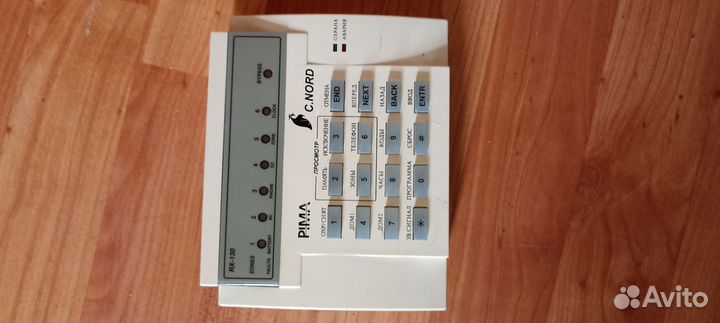 RX-130
ZONES 1 2 3 4 5 6 BYPASS
FAULTS BATTERY AC PHONE DC ZONE CLOCK
PIMA
C.NORD
ПРОСМОТР
ОХР/СНЯТ ПАМЯТЬ ИСКЛЮЧЕНИЕ ОТМЕНА
1 2 3 END
ДОМ1 ЗОНЫ ТЕЛЕФОН ВПЕРЕД
4 5 6 NEXT
ДОМ2 ЧАСЫ КОДЫ НАЗАД
7 8 9 BACK
ЗВ.СИГНАЛ ПРОГРАММА СБРОС ВВОД
* 0 # ENTR
ОХРАНА
АВАРИЯ
Avito